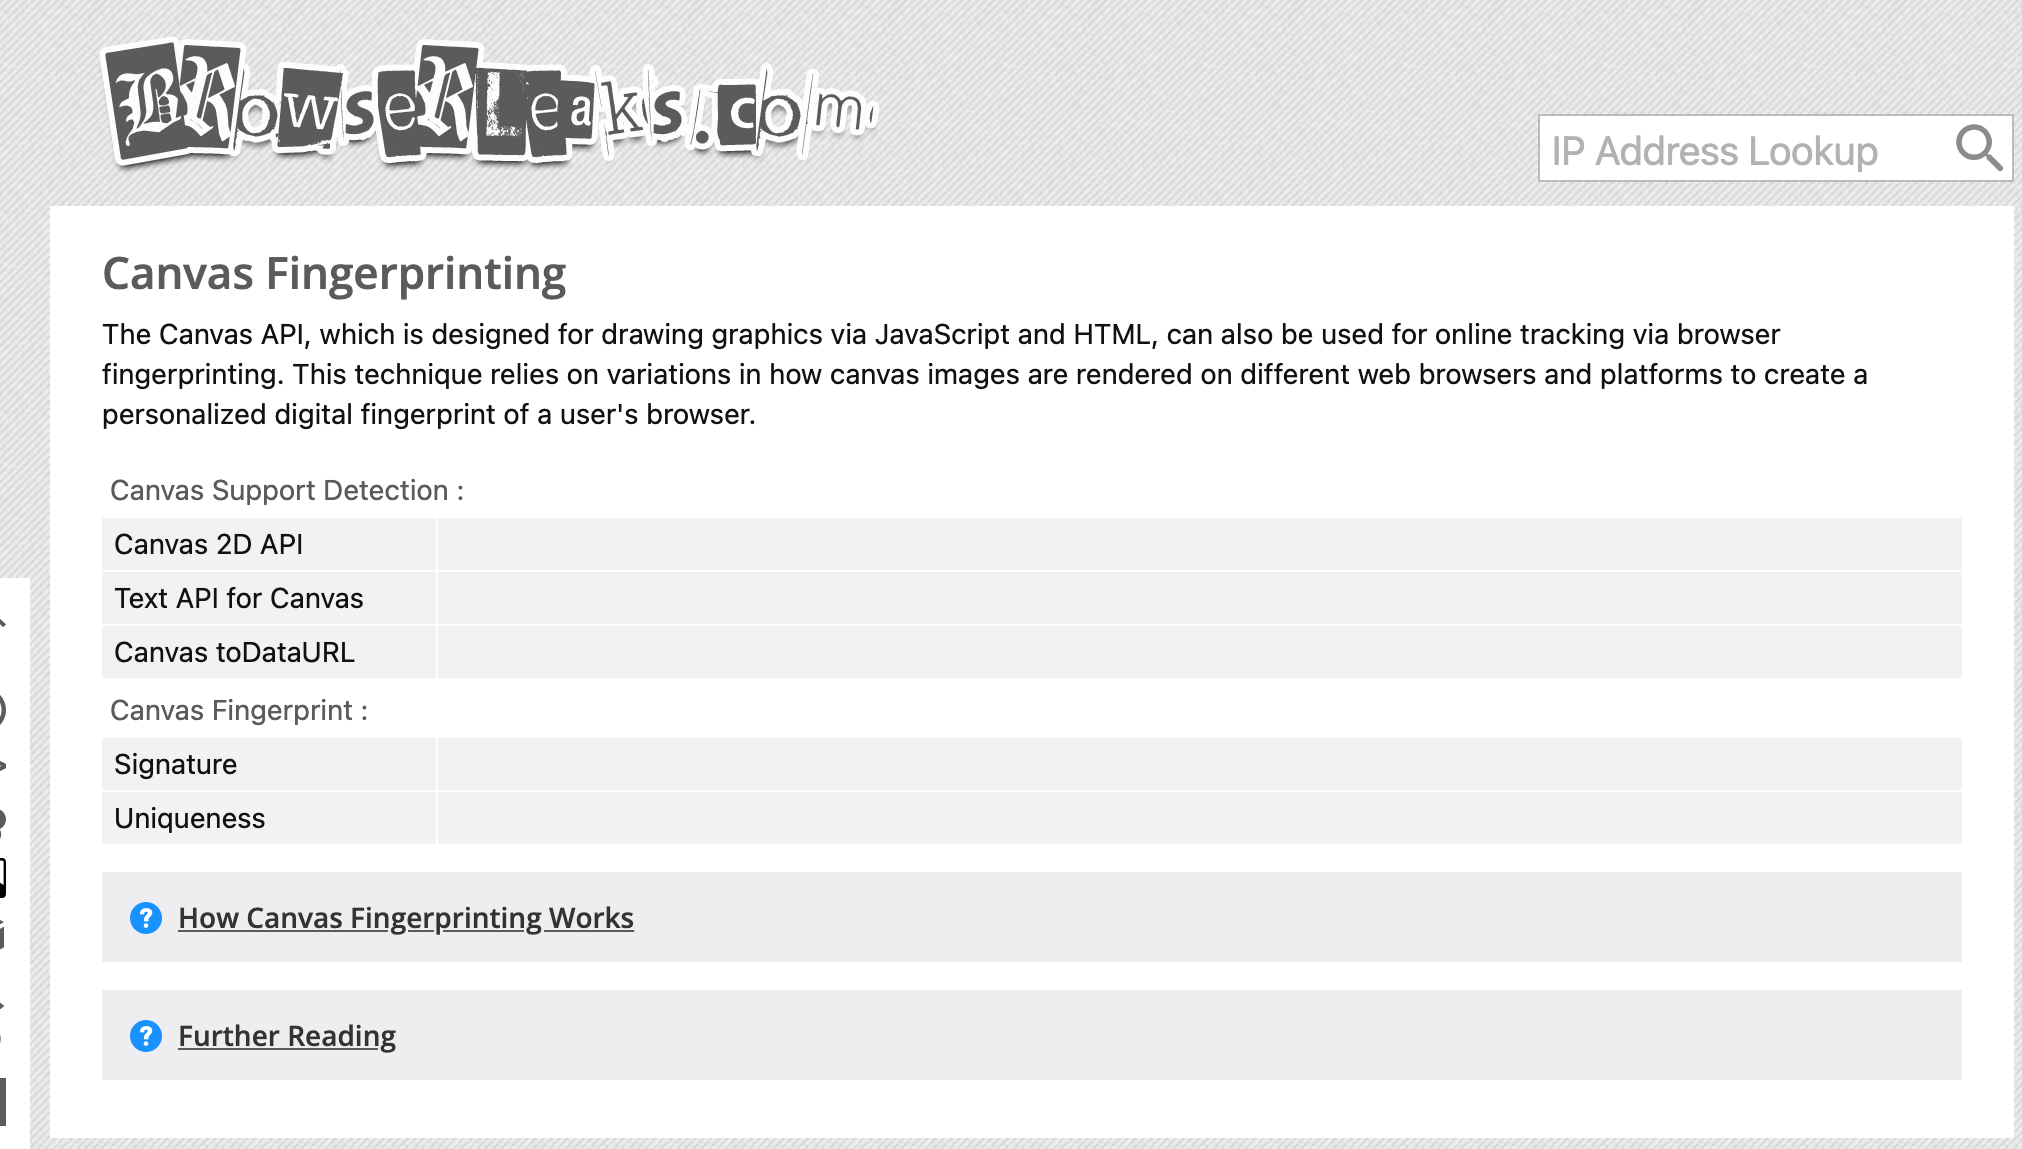 BRowseRLeaks.com
IP Address Lookup
Canvas Fingerprinting
The Canvas API, which is designed for drawing graphics via JavaScript and HTML, can also be used for online tracking via browser
fingerprinting. This technique relies on variations in how canvas images are rendered on different web browsers and platforms to create a
personalized digital fingerprint of a user's browser.
Canvas Support Detection :
Canvas 2D API
Text API for Canvas
Canvas toDataURL
Canvas Fingerprint :
Signature
Uniqueness
? How Canvas Fingerprinting Works
? Further Reading